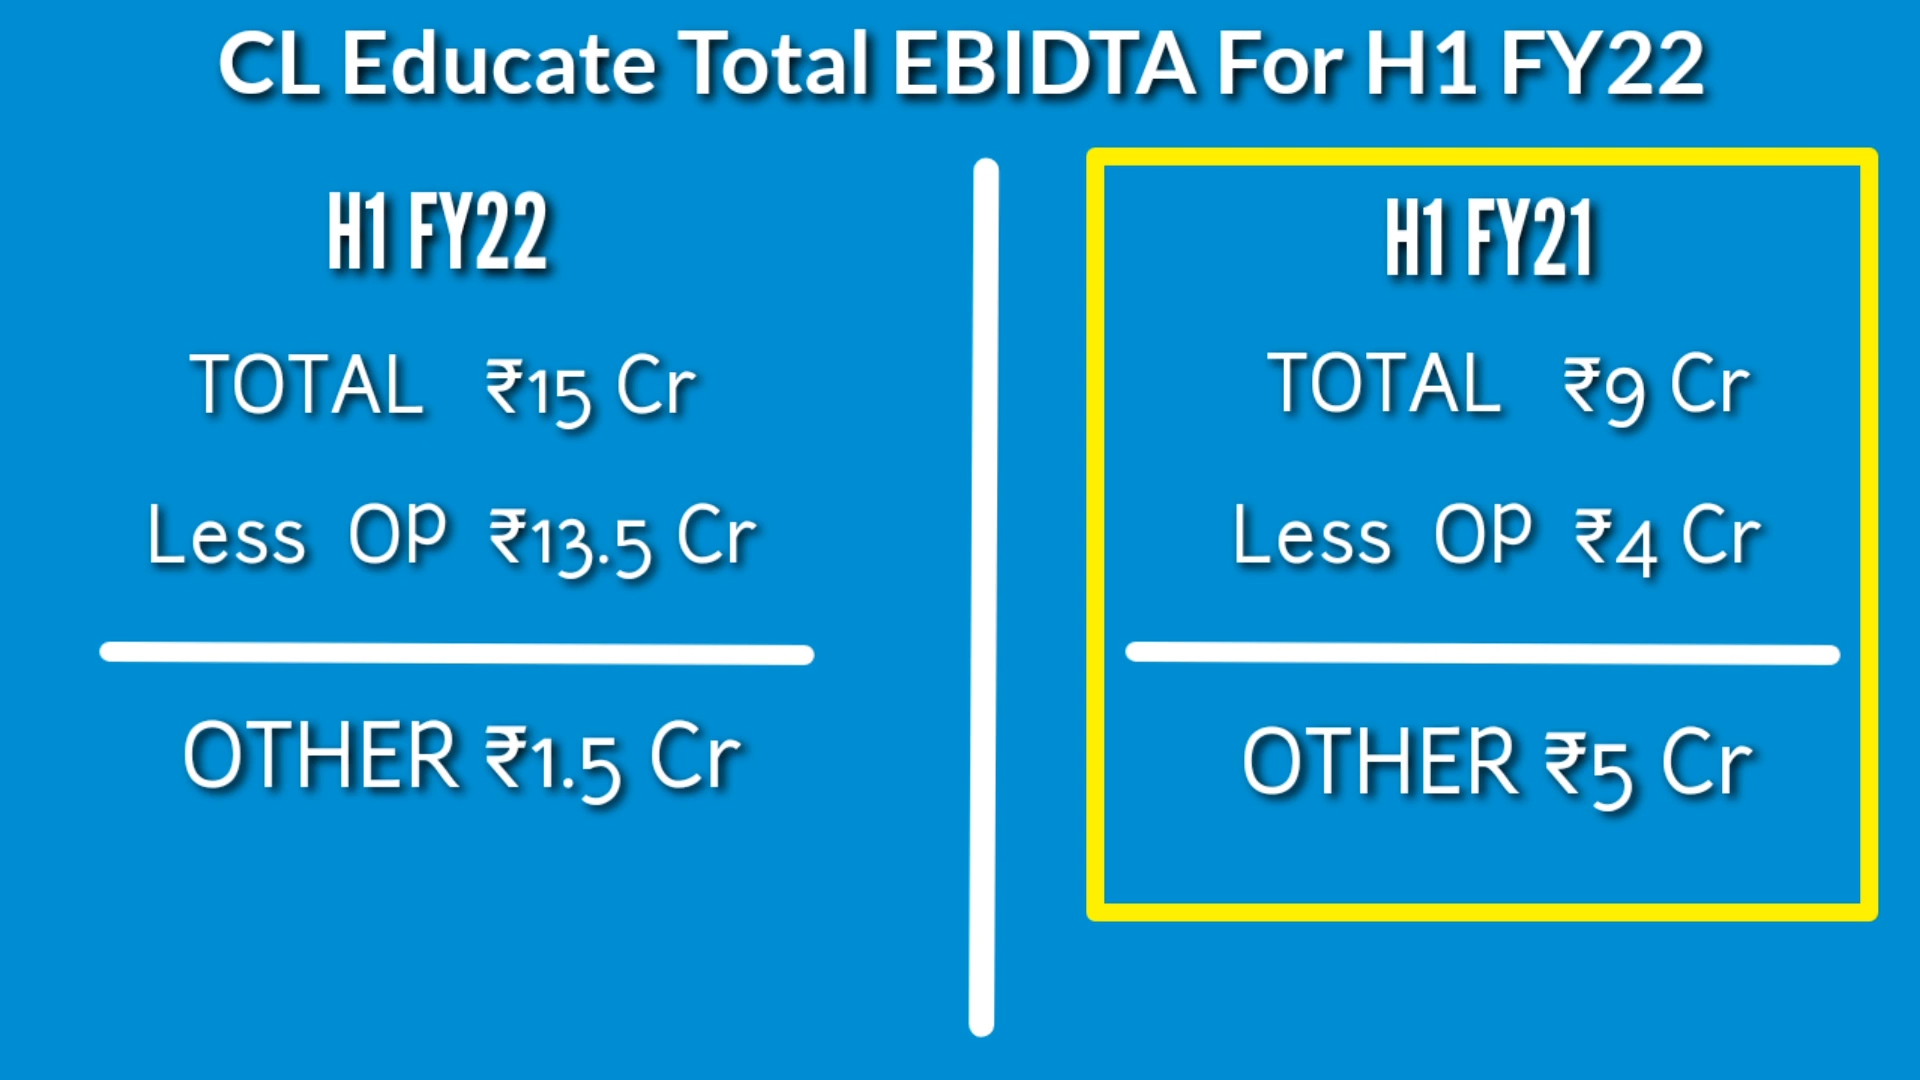 CL Educate Total EBIDTA For H1 FY22
H1 FY22
TOTAL ₹15 Cr
Less OP ₹13.5 Cr
OTHER ₹1.5 Cr
H1 FY21
TOTAL ₹9 Cr
Less OP ₹4 Cr
OTHER ₹5 Cr